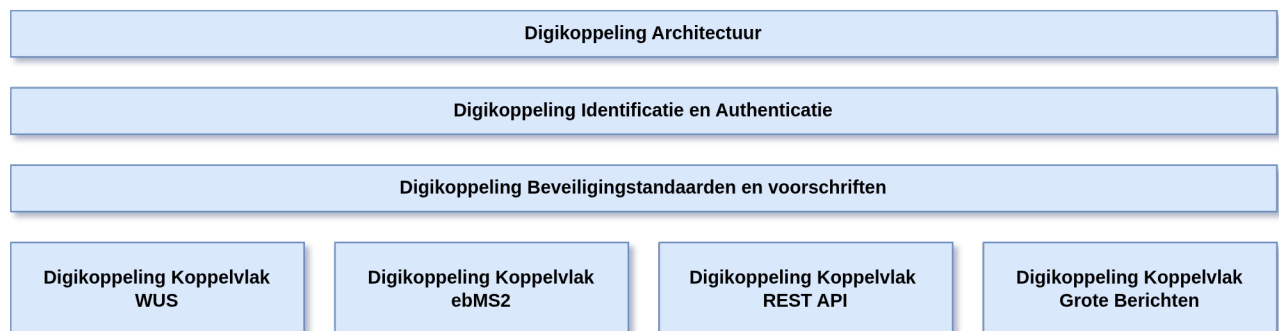 Digikoppeling Architectuur
Digikoppeling Identificatie en Authenticatie
Digikoppeling Beveiligingstandaarden en voorschriften
Digikoppeling Koppelvlak
WUS
Digikoppeling Koppelvlak
ebMS2
Digikoppeling Koppelvlak
REST API
Digikoppeling Koppelvlak
Grote Berichten